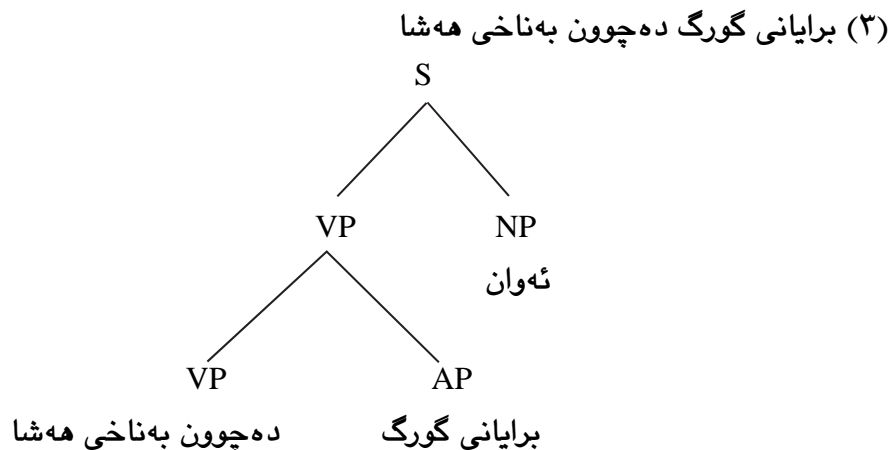 (٣) برایانی گورگ دەچوون بەناخی هەشا
S
VP NP
ئەوان
VP AP
دەچوون بەناخی هەشا برایانی گورگ